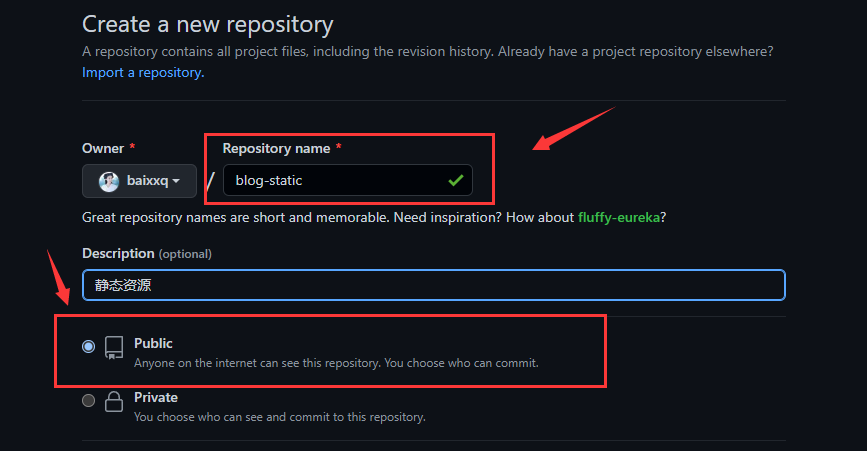 Create a new repository
A repository contains all project files, including the revision history. Already have a project repository elsewhere?
Import a repository.
Owner * Repository name *
baixxq / blog-static
Great repository names are short and memorable. Need inspiration? How about fluffy-eureka?
Description (optional)
静态资源
Public
Anyone on the internet can see this repository. You choose who can commit.
Private
You choose who can see and commit to this repository.